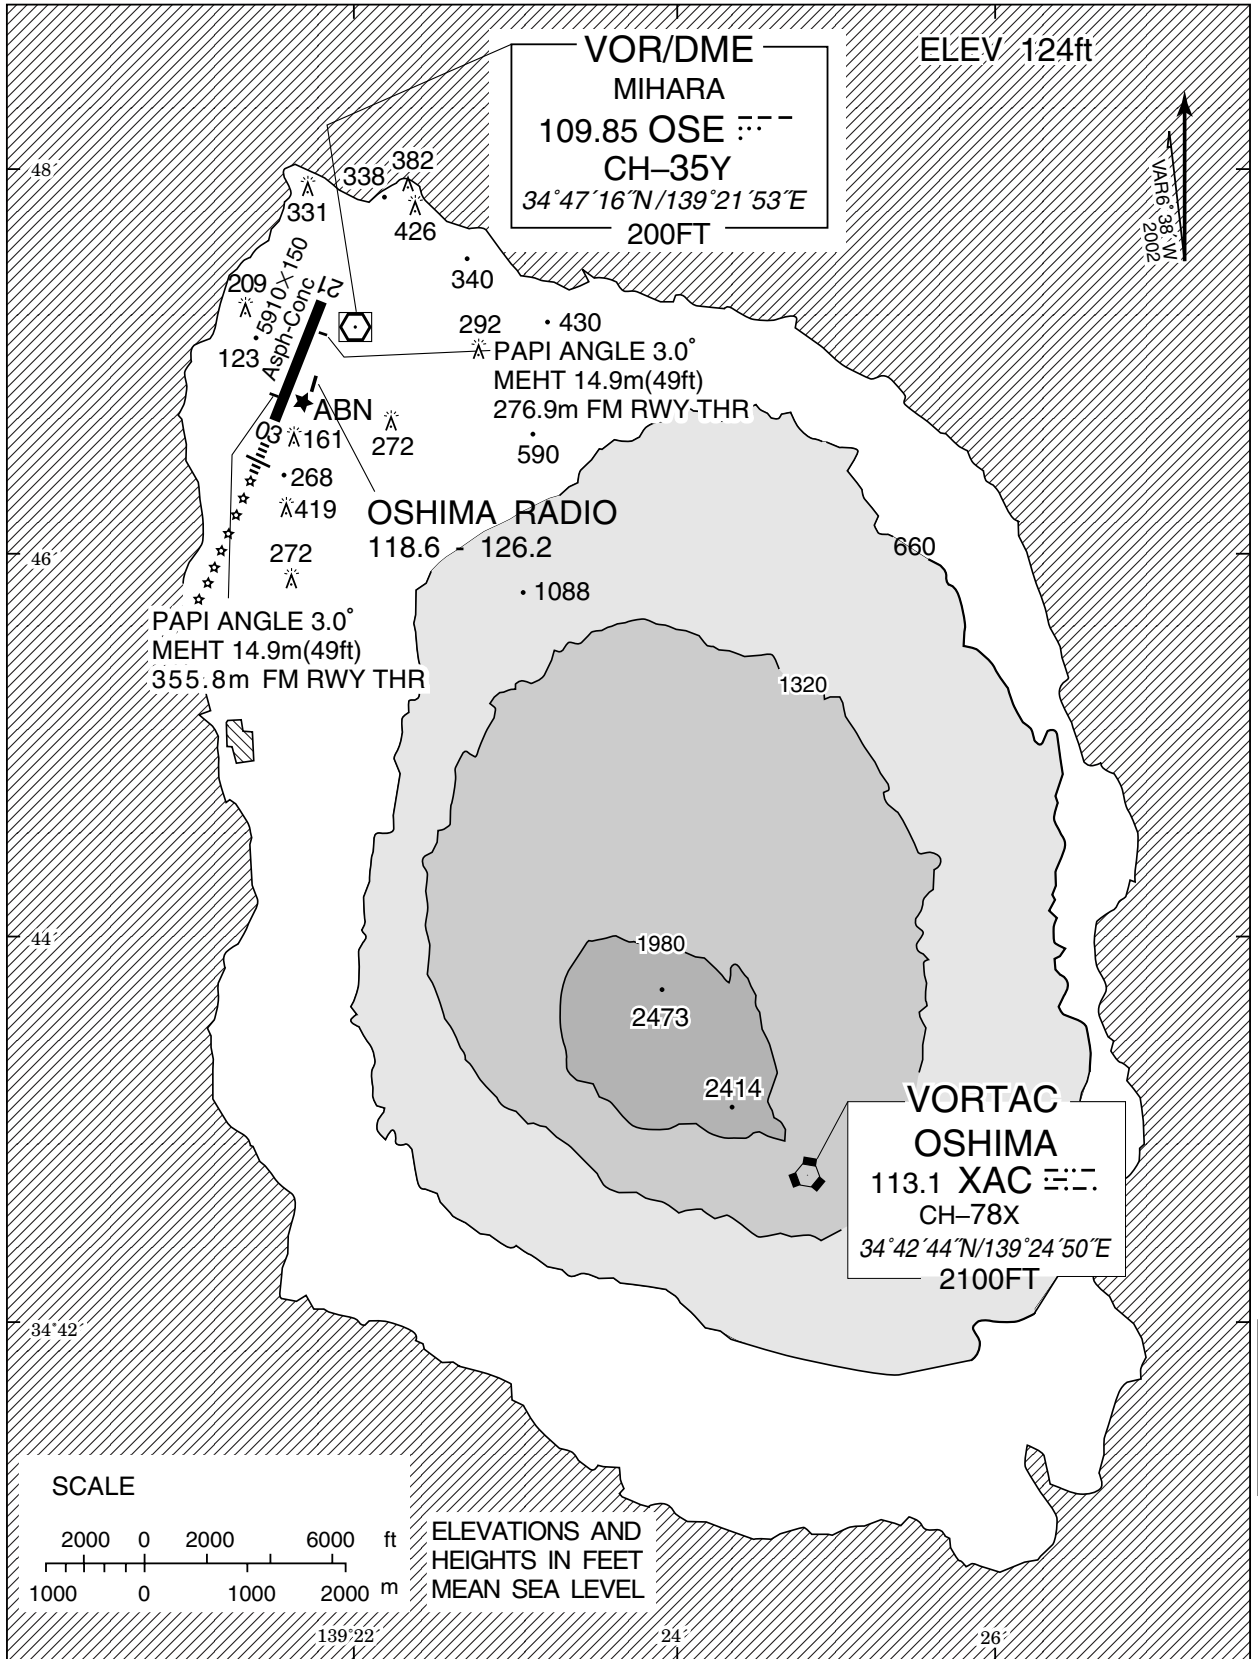 ELEV 124ft
VOR/DME
MIHARA
109.85 OSE
CH–35Y
34°47´16˝N/139°21´53˝E
200FT
VAR6°38´W
2002
48
338
382
331
426
340
209
5910×150
Asph-Conc
21
123
292
430
PAPI ANGLE 3.0°
MEHT 14.9m(49ft)
276.9m FM RWY THR
ABN
03
161
272
590
268
419
OSHIMA RADIO
118.6 - 126.2
660
46
272
1088
PAPI ANGLE 3.0°
MEHT 14.9m(49ft)
355.8m FM RWY THR
1320
44
1980
2473
2414
VORTAC
OSHIMA
113.1 XAC
CH–78X
34°42´44˝N/139°24´50˝E
2100FT
34°42´
SCALE
2000 0 2000 6000 ft
1000 0 1000 2000 m
ELEVATIONS AND
HEIGHTS IN FEET
MEAN SEA LEVEL
139°22´
24´
26´